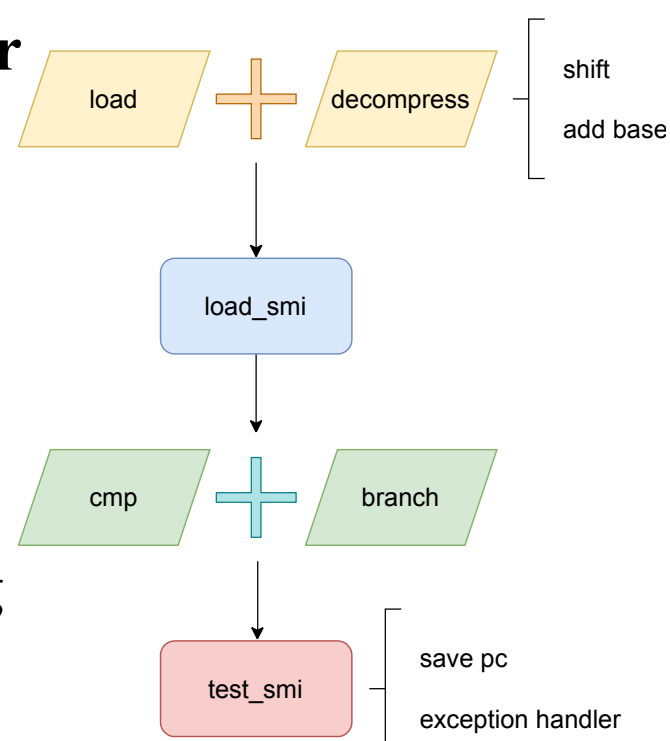 r
load
decompress
shift
add base
load_smi
cmp
branch
test_smi
save pc
exception handler